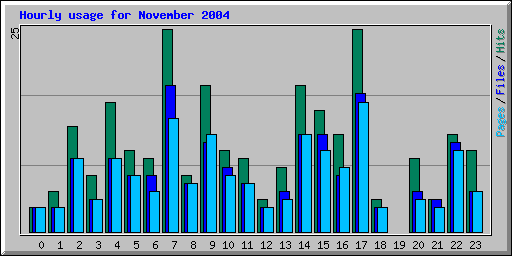 Hourly usage for November 2004
25
Pages / Files / Hits
0 1 2 3 4 5 6 7 8 9 10 11 12 13 14 15 16 17 18 19 20 21 22 23